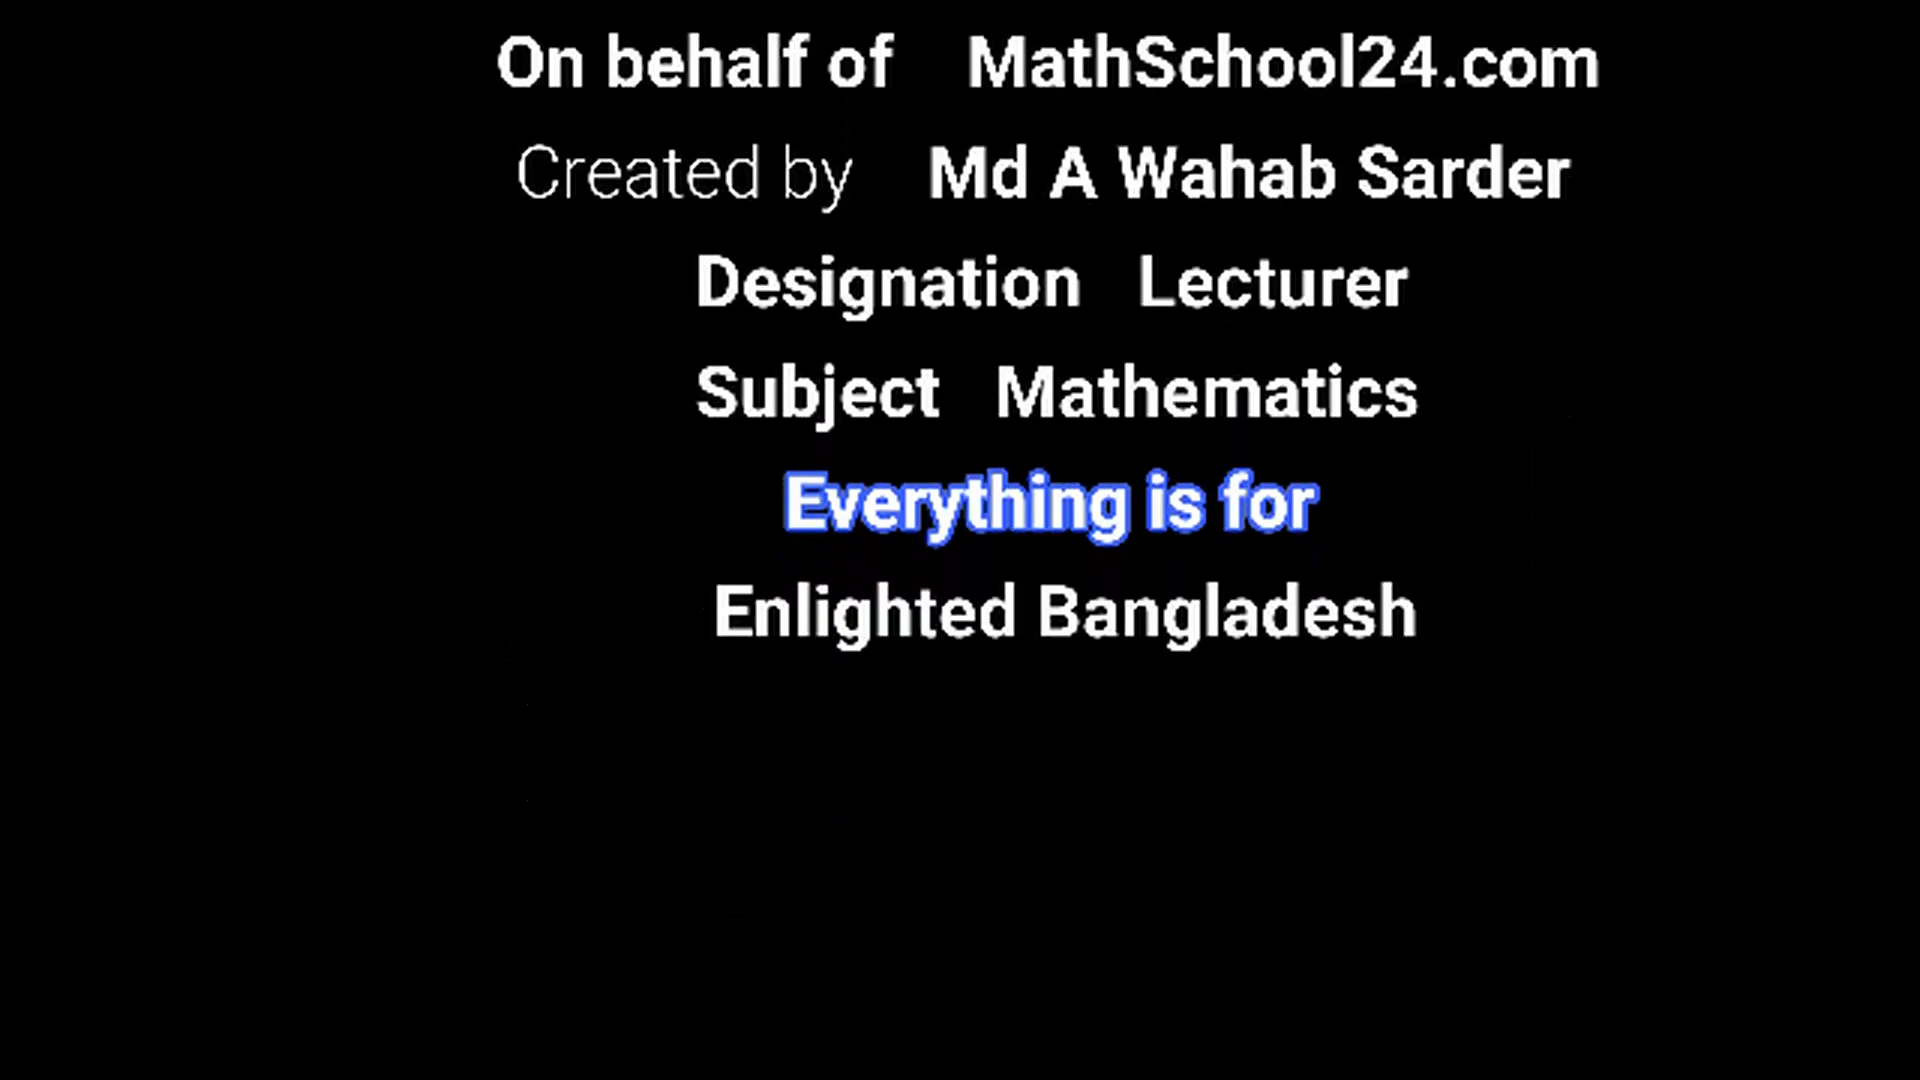 On behalf of MathSchool24.com
Created by Md A Wahab Sarder
Designation Lecturer
Subject Mathematics
Everything is for
Enlighted Bangladesh